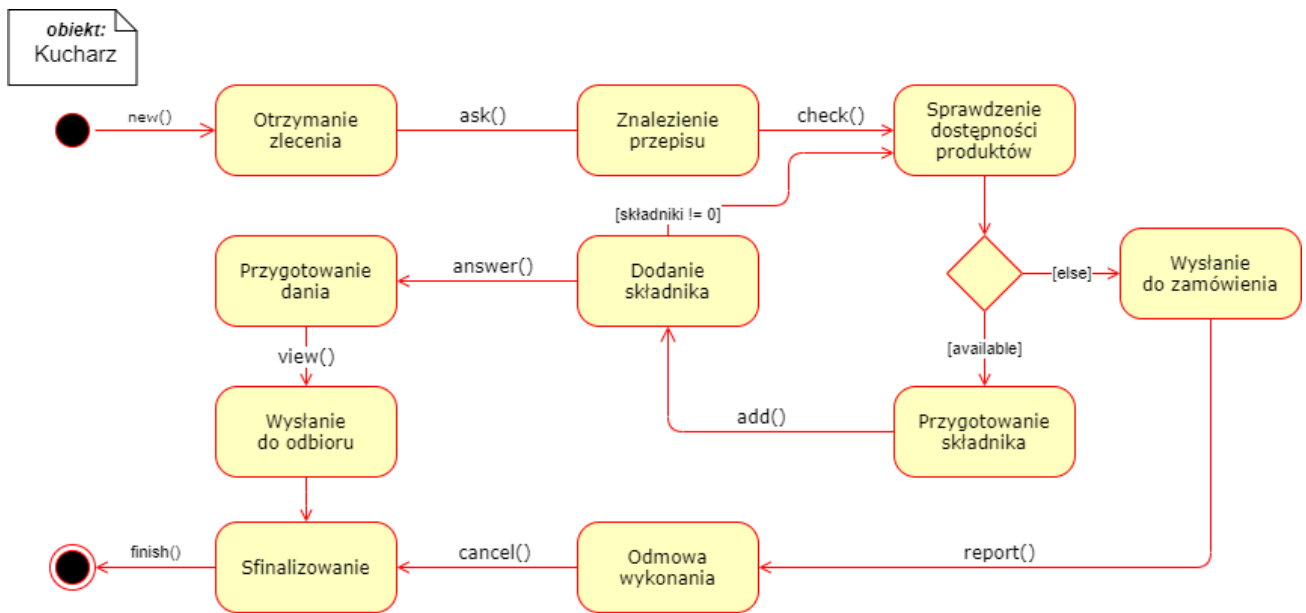 obiekt:
Kucharz
new()
Otrzymanie
zlecenia
ask()
Znalezienie
przepisu
check()
Sprawdzenie
dostępności
produktów
[składniki != 0]
Przygotowanie
dania
answer()
Dodanie
składnika
[else]
Wysłanie
do zamówienia
view()
[available]
Wysłanie
do odbioru
add()
Przygotowanie
składnika
finish()
Sfinalizowanie
cancel()
Odmowa
wykonania
report()